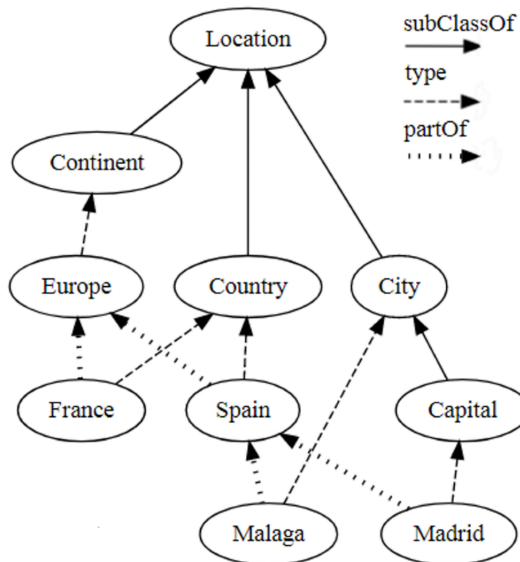 subClassOf
Location
type
partOf
Continent
Europe
Country
City
France
Spain
Capital
Malaga
Madrid